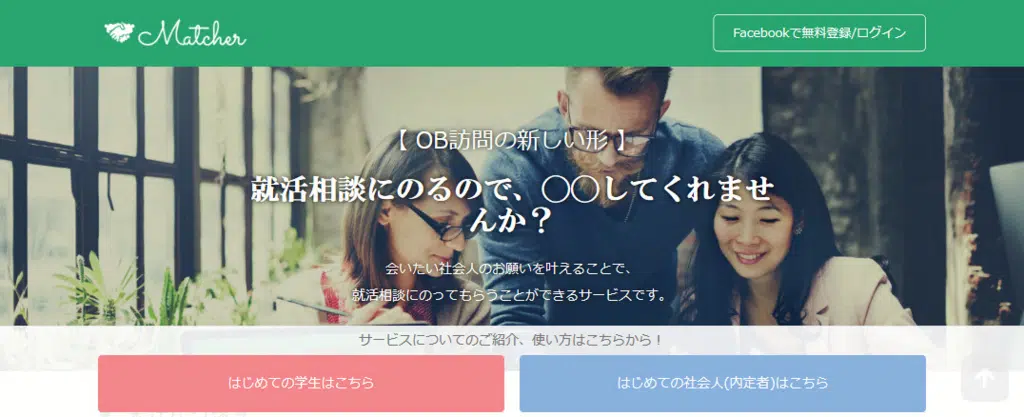 Matcher
Facebookで無料登録/ログイン
【 OB訪問の新しい形 】
就活相談にのるので、〇〇してくれませ
んか？
会いたい社会人のお願いを叶えることで、
就活相談にのってもらうことができるサービスです。
サービスについてのご紹介、使い方はこちらから！
はじめての学生はこちら
はじめての社会人(内定者)はこちら